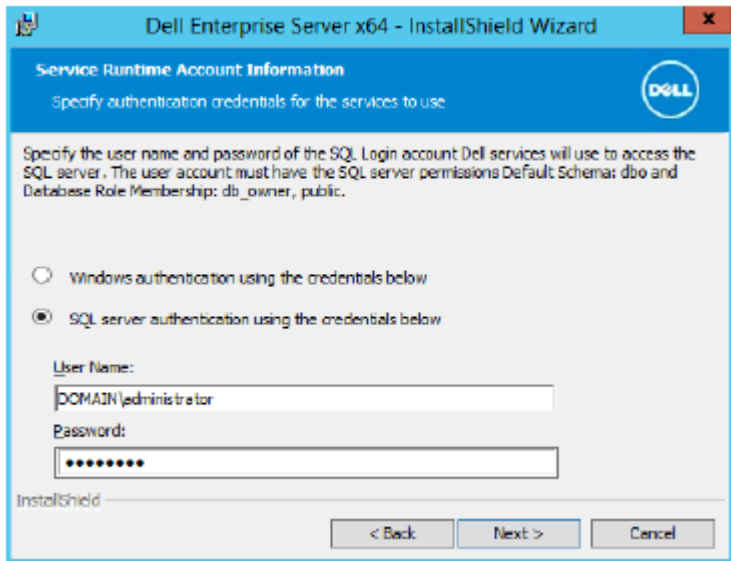 Dell Enterprise Server x64 - InstallShield Wizard
x
Service Runtime Account Information
Specify authentication credentials for the services to use
DELL
Specify the user name and password of the SQL Login account Dell services will use to access the
SQL server. The user account must have the SQL server permissions Default Schema: dbo and
Database Role Membership: db_owner, public.
Windows authentication using the credentials below
SQL server authentication using the credentials below
User Name:
DOMAIN\administrator
Password:
••••••••
InstallShield
< Back
Next >
Cancel